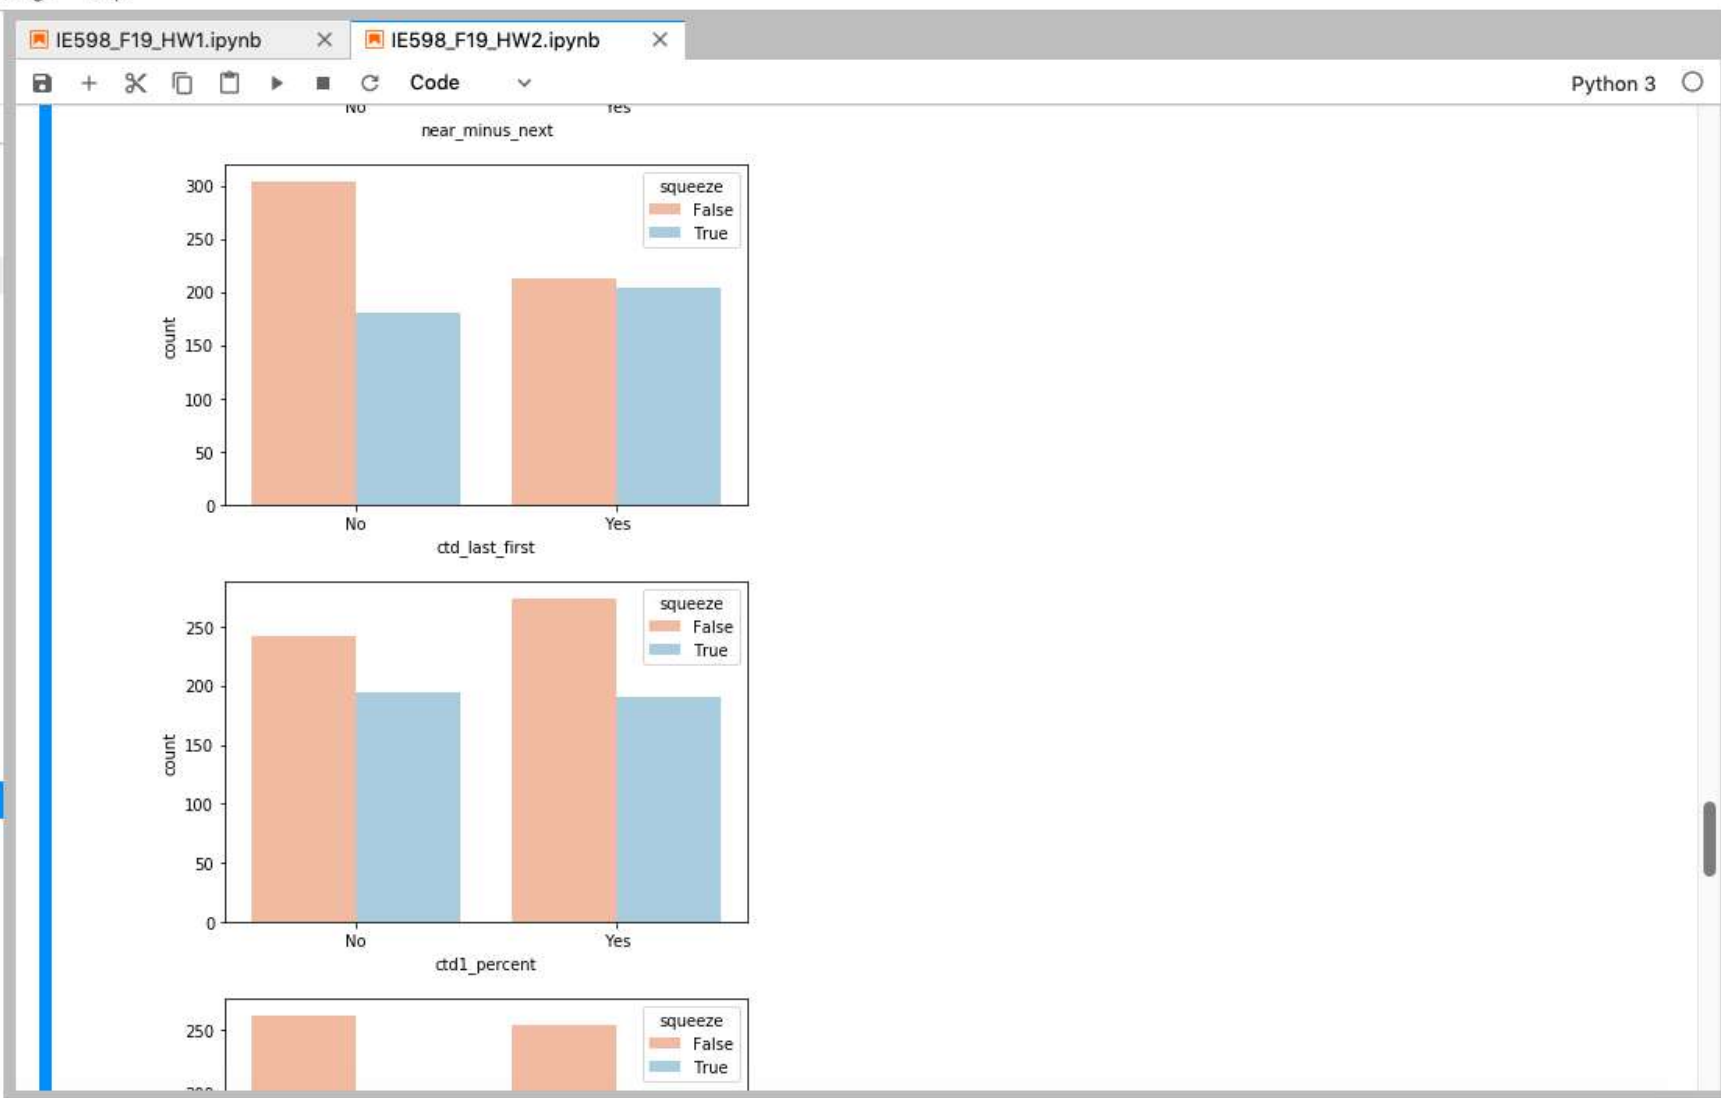 IE598_F19_HW1.ipynb
IE598_F19_HW2.ipynb
Code
Python 3
No Yes
near_minus_next
300
250
200
150
100
50
0
count
squeeze
False
True
No Yes
ctd_last_first
250
200
150
100
50
0
count
squeeze
False
True
No Yes
ctd1_percent
250
squeeze
False
True